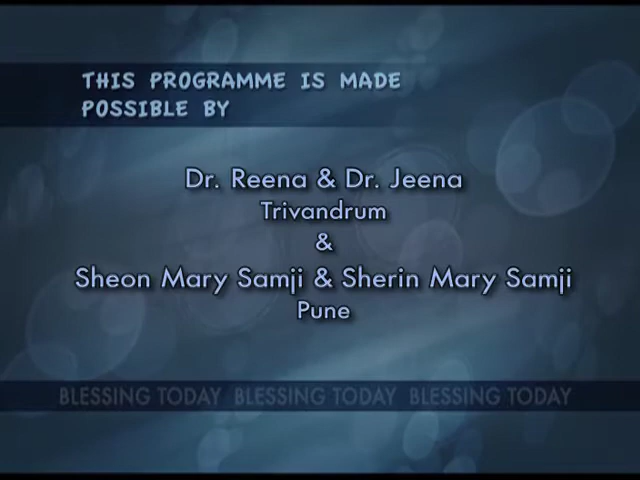 THIS PROGRAMME IS MADE
POSSIBLE BY
Dr. Reena & Dr. Jeena
Trivandrum
&
Sheon Mary Samji & Sherin Mary Samji
Pune
BLESSING TODAY BLESSING TODAY BLESSING TODAY